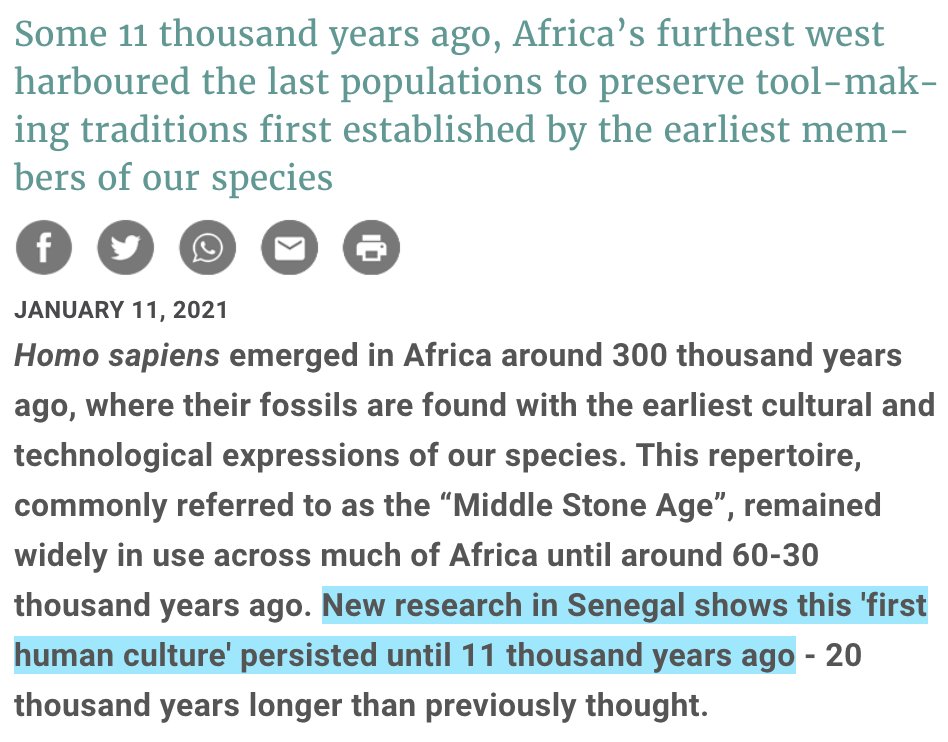 Some 11 thousand years ago, Africa’s furthest west
harboured the last populations to preserve tool-mak-
ing traditions first established by the earliest mem-
bers of our species
JANUARY 11, 2021
Homo sapiens emerged in Africa around 300 thousand years
ago, where their fossils are found with the earliest cultural and
technological expressions of our species. This repertoire,
commonly referred to as the “Middle Stone Age”, remained
widely in use across much of Africa until around 60-30
thousand years ago. New research in Senegal shows this 'first
human culture' persisted until 11 thousand years ago - 20
thousand years longer than previously thought.